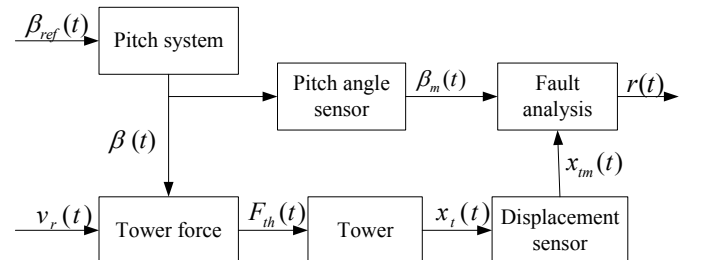 β_ref(t)
Pitch system
Pitch angle
sensor
β_m(t)
Fault
analysis
r(t)
β(t)
x_tm(t)
v_r(t)
Tower force
F_th(t)
Tower
x_t(t)
Displacement
sensor